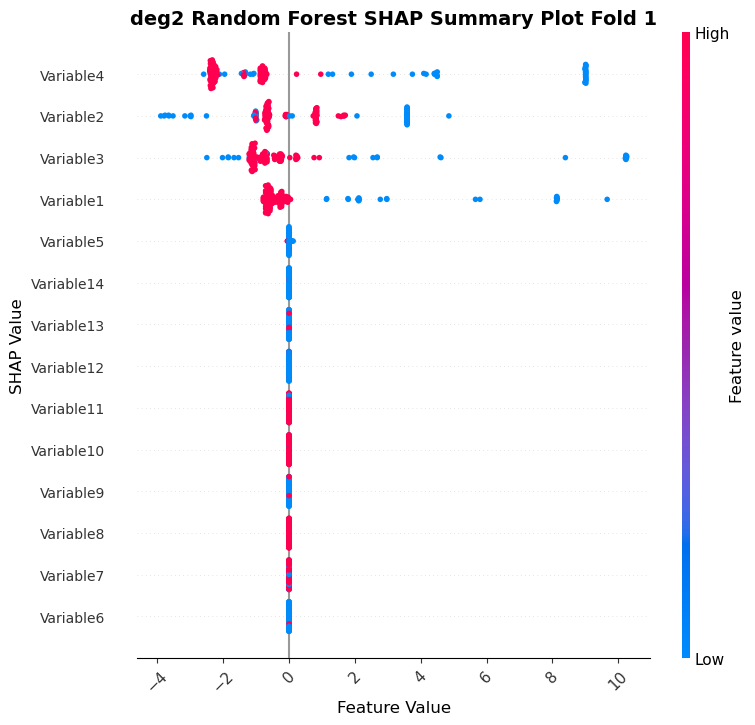 deg2 Random Forest SHAP Summary Plot Fold 1
High
Variable4
Variable2
Variable3
Variable1
Variable5
Variable14
Variable13
Variable12
Variable11
Variable10
Variable9
Variable8
Variable7
Variable6
SHAP Value
Feature value
Low
−4 −2 0 2 4 6 8 10
Feature Value